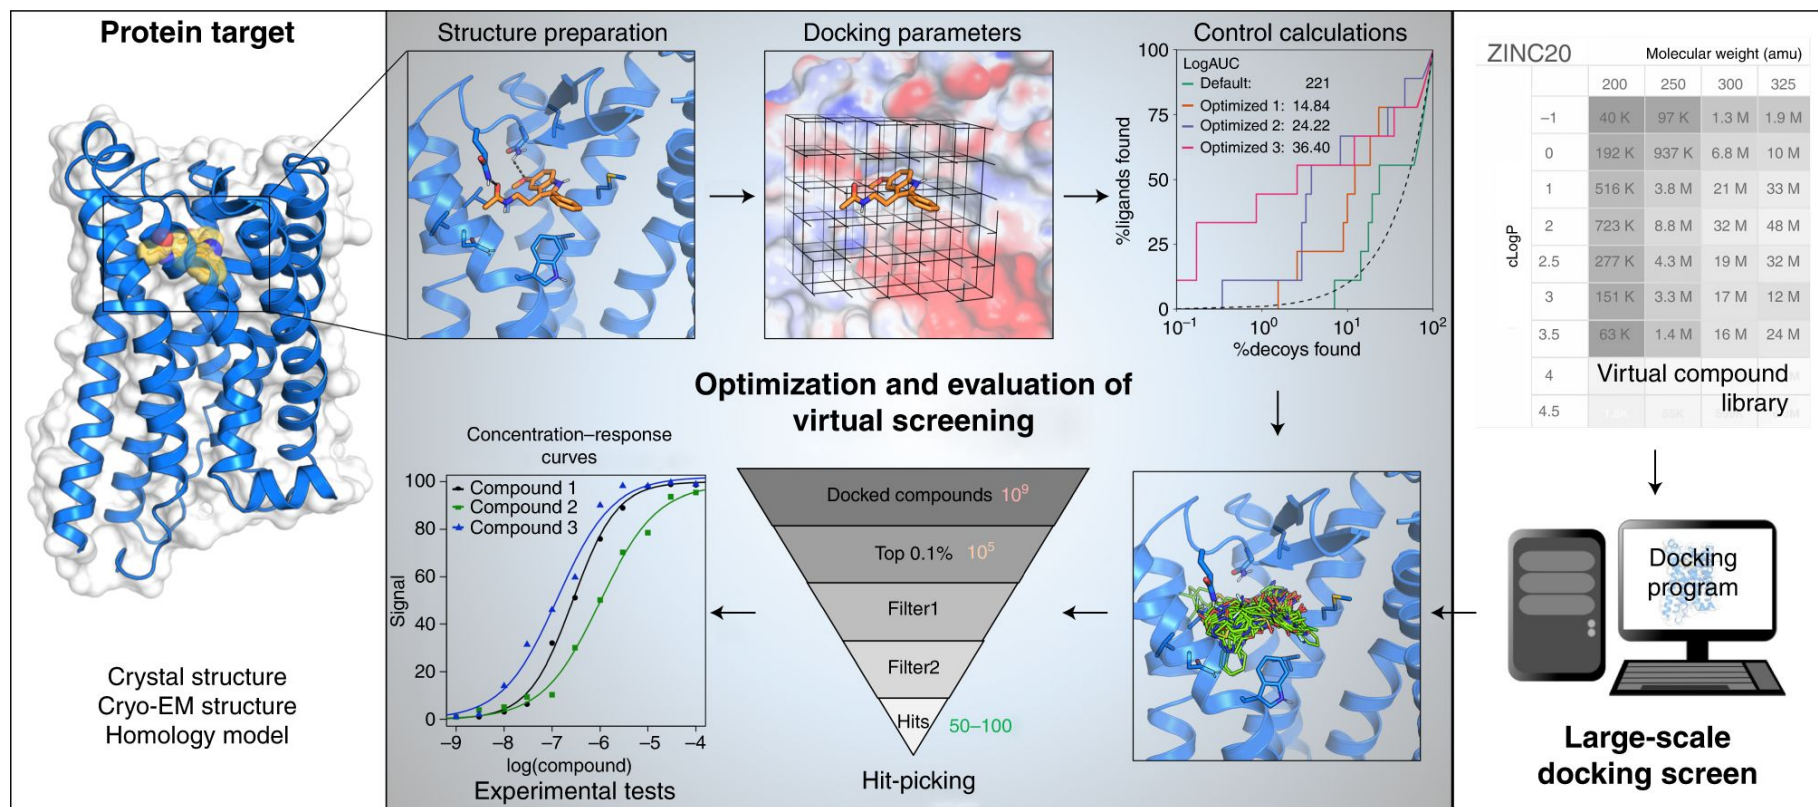 Protein target
Crystal structure
Cryo-EM structure
Homology model
Structure preparation
Docking parameters
Control calculations
100
75
50
25
0
%ligands found
LogAUC
Default: 221
Optimized 1: 14.84
Optimized 2: 24.22
Optimized 3: 36.40
10⁻¹ 10⁰ 10¹ 10²
%decoys found
Optimization and evaluation of
virtual screening
Concentration–response
curves
100
80
60
40
20
0
Signal
Compound 1
Compound 2
Compound 3
−9 −8 −7 −6 −5 −4
log(compound)
Experimental tests
Docked compounds 10⁹
Top 0.1% 10⁵
Filter1
Filter2
Hits 50–100
Hit-picking
ZINC20 Molecular weight (amu)
200 250 300 325
cLogP
−1 40 K 97 K 1.3 M 1.9 M
0 192 K 937 K 6.8 M 10 M
1 516 K 3.8 M 21 M 33 M
2 723 K 8.8 M 32 M 48 M
2.5 277 K 4.3 M 19 M 32 M
3 151 K 3.3 M 17 M 12 M
3.5 63 K 1.4 M 16 M 24 M
4
4.5
Virtual compound
library
Docking
program
Large-scale
docking screen